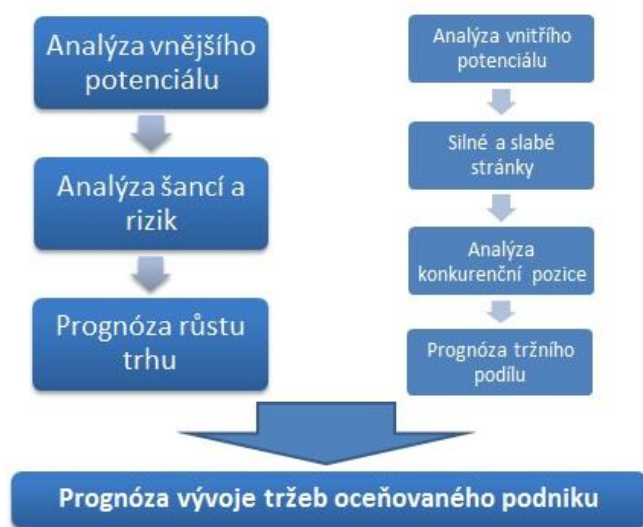 Analýza vnějšího
potenciálu
Analýza šancí a
rizik
Prognóza růstu
trhu
Analýza vnitřího
potenciálu
Silné a slabé
stránky
Analýza
konkurenční pozice
Prognóza tržního
podílu
Prognóza vývoje tržeb oceňovaného podniku